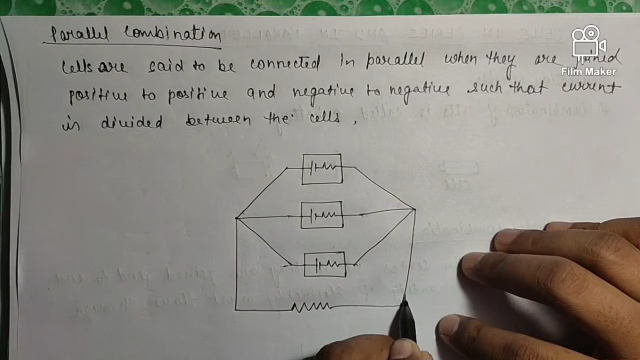 Parallel Combination
Cells are said to be connected in parallel when they are joined
positive to positive and negative to negative such that current
is divided between the cells.
Film Maker